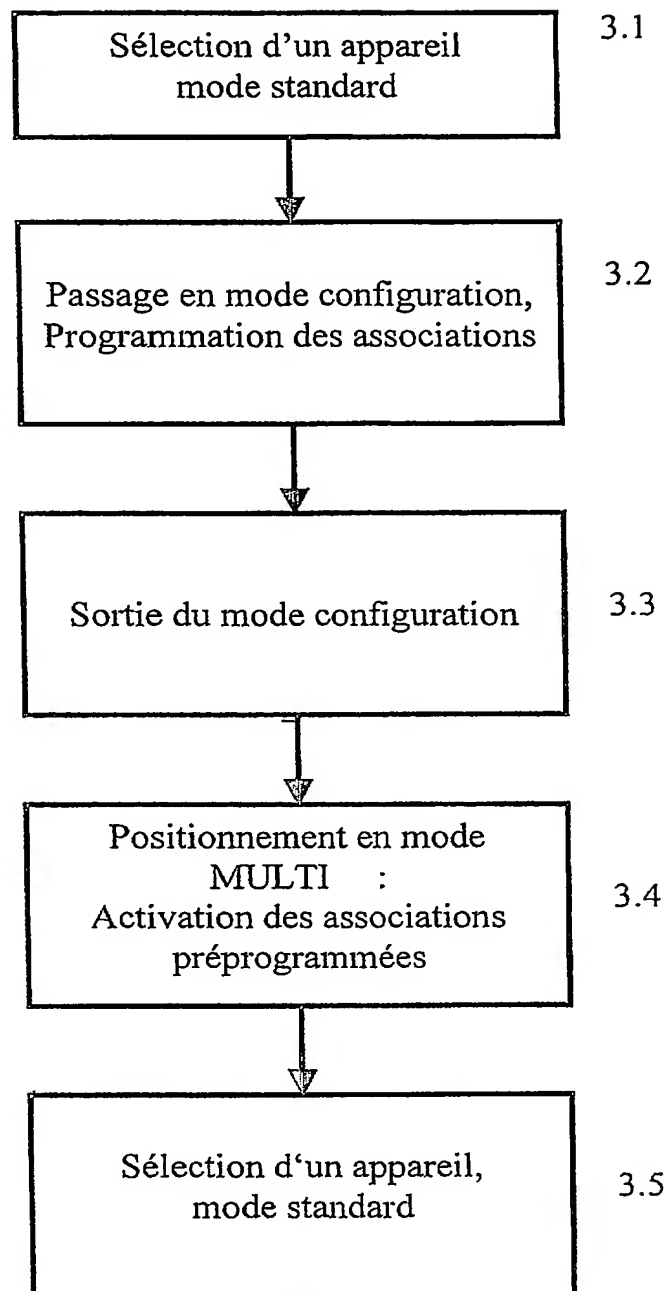 Sélection d'un appareil
mode standard
3.1
Passage en mode configuration,
Programmation des associations
3.2
Sortie du mode configuration
3.3
Positionnement en mode
MULTI :
Activation des associations
préprogrammées
3.4
Sélection d‘un appareil,
mode standard
3.5